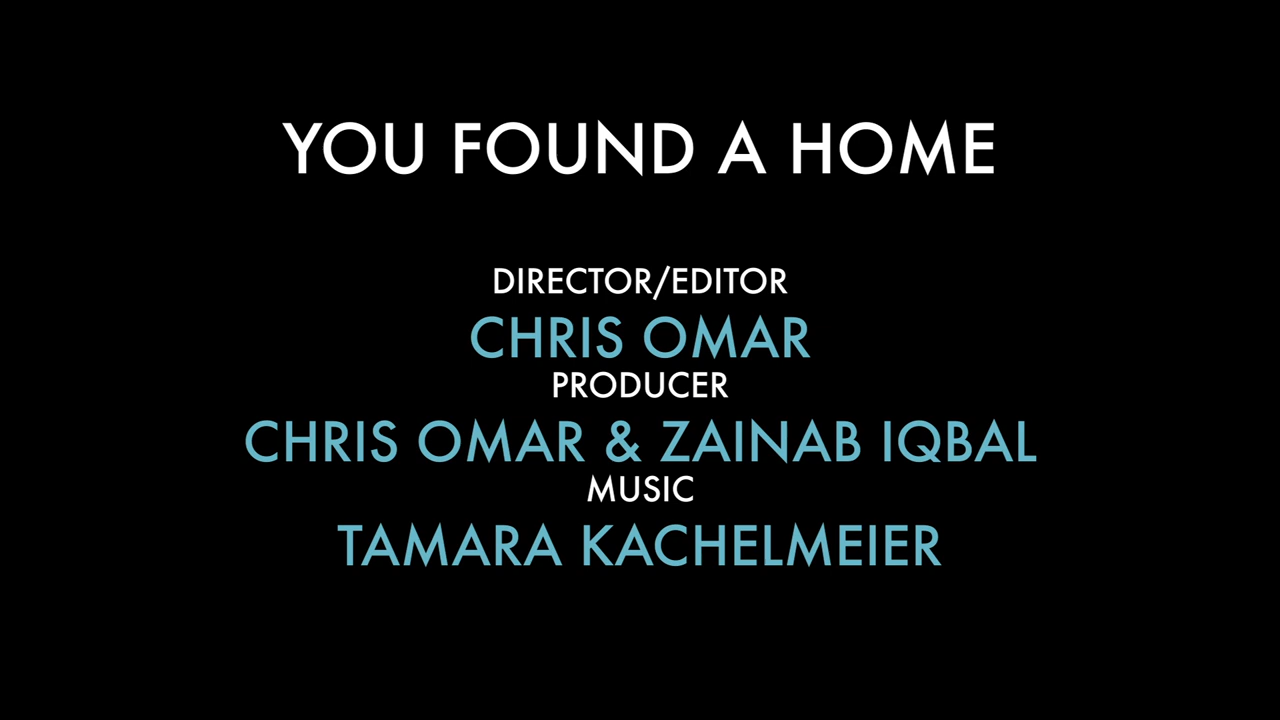 YOU FOUND A HOME
DIRECTOR/EDITOR
CHRIS OMAR
PRODUCER
CHRIS OMAR & ZAINAB IQBAL
MUSIC
TAMARA KACHELMEIER